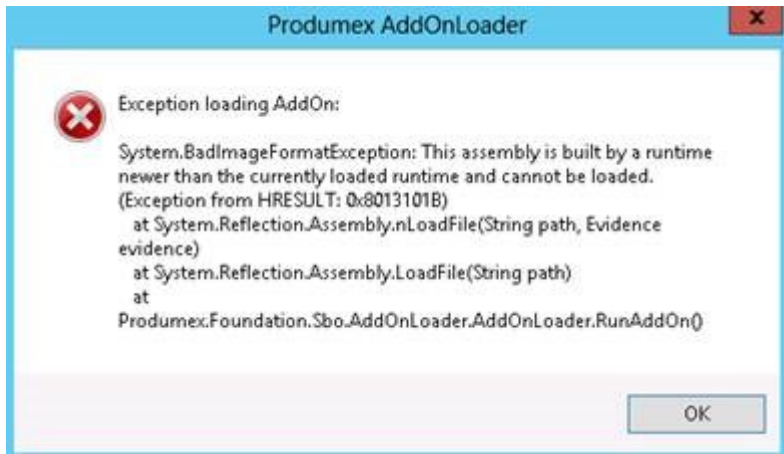 Produmex AddOnLoader
x
Exception loading AddOn:
System.BadImageFormatException: This assembly is built by a runtime
newer than the currently loaded runtime and cannot be loaded.
(Exception from HRESULT: 0x8013101B)
at System.Reflection.Assembly.nLoadFile(String path, Evidence
evidence)
at System.Reflection.Assembly.LoadFile(String path)
at
Produmex.Foundation.Sbo.AddOnLoader.AddOnLoader.RunAddOn()
OK